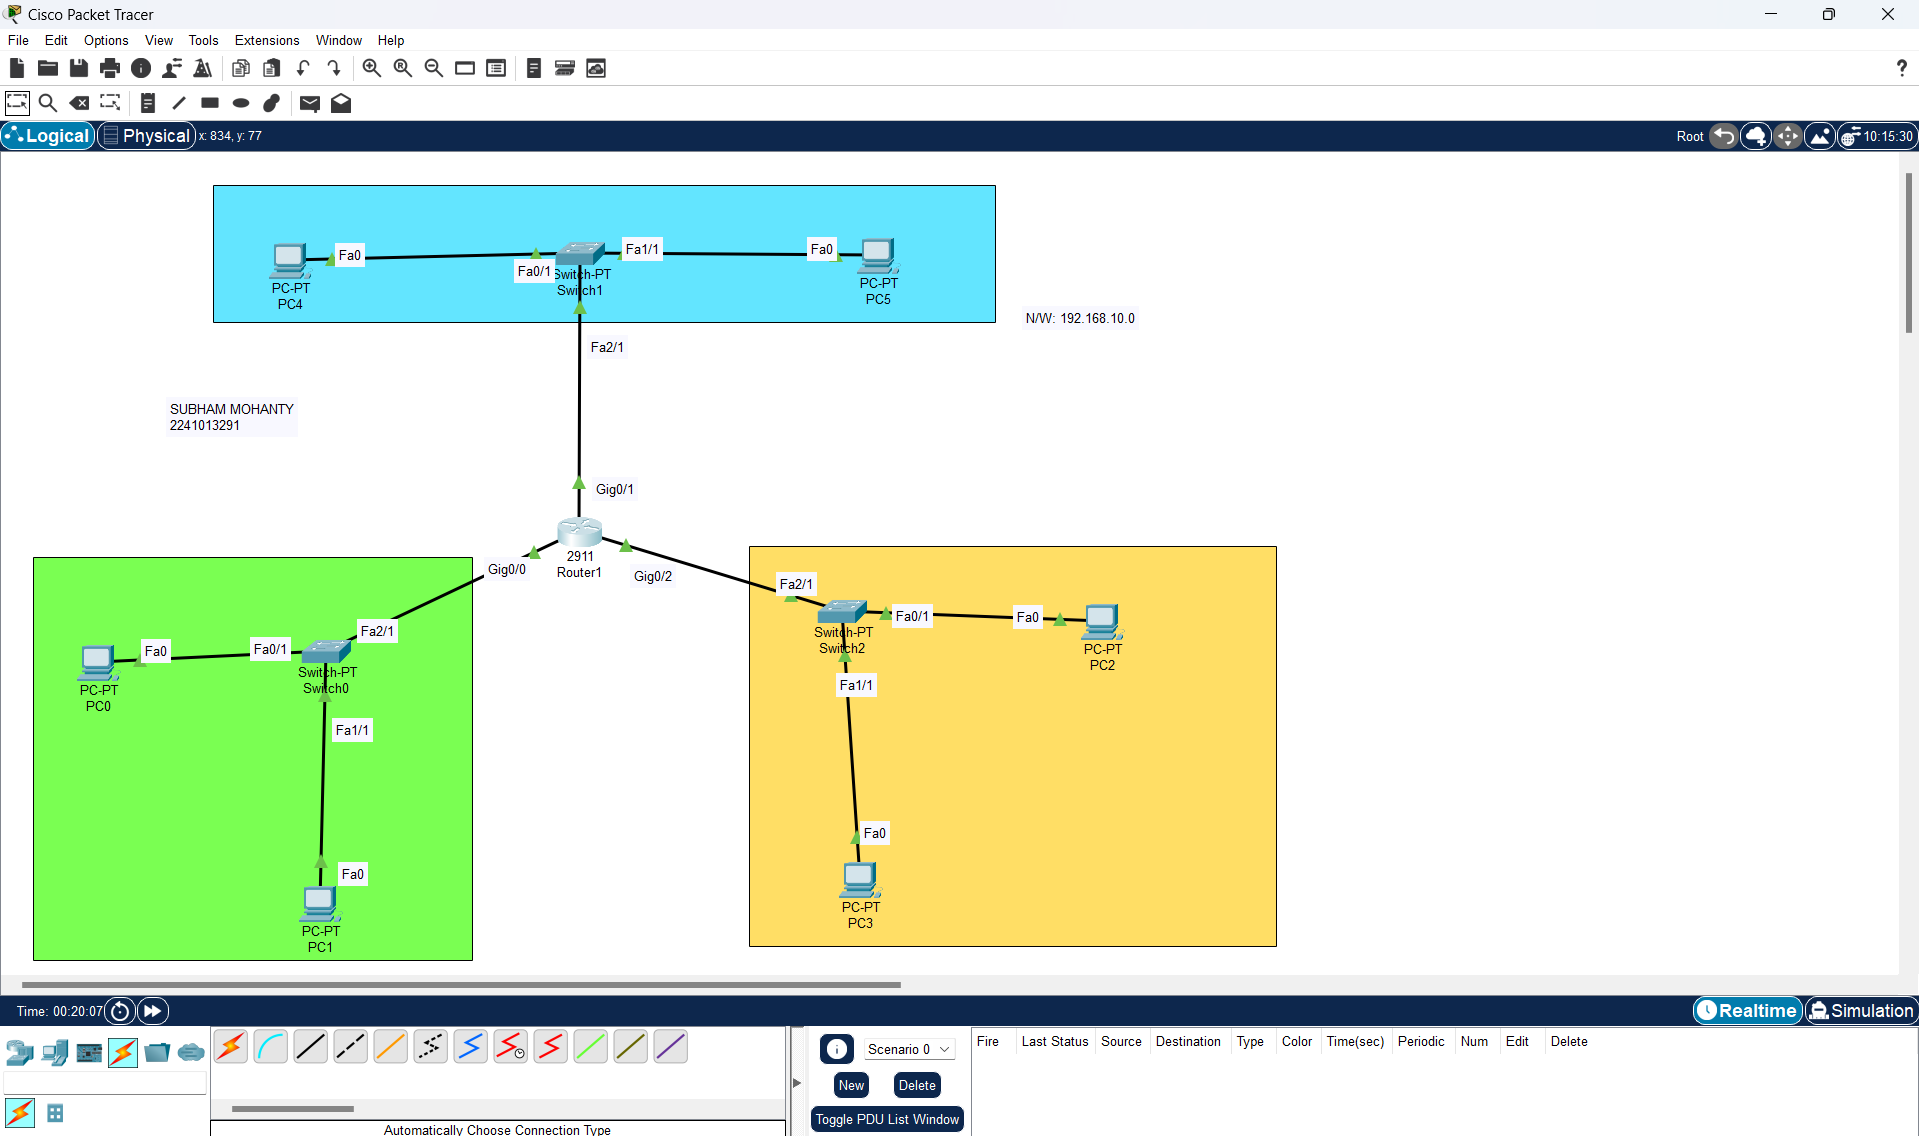 Cisco Packet Tracer
File Edit Options View Tools Extensions Window Help
?
Logical Physical x: 834, y: 77 Root 10:15:30
Fa0 Fa0/1 Fa1/1 Fa0
PC-PT
PC4
Switch-PT
Switch1
PC-PT
PC5
N/W: 192.168.10.0
Fa2/1
SUBHAM MOHANTY
2241013291
Gig0/1
2911
Router1
Gig0/0
Gig0/2
Fa2/1
Fa0/1
Fa0
Switch-PT
Switch2
PC-PT
PC2
Fa1/1
Fa0
PC-PT
PC3
Fa2/1
Fa0
Fa0/1
Switch-PT
Switch0
PC-PT
PC0
Fa1/1
Fa0
PC-PT
PC1
Time: 00:20:07 Realtime Simulation
Scenario 0
New Delete
Toggle PDU List Window
Fire Last Status Source Destination Type Color Time(sec) Periodic Num Edit Delete
Automatically Choose Connection Type